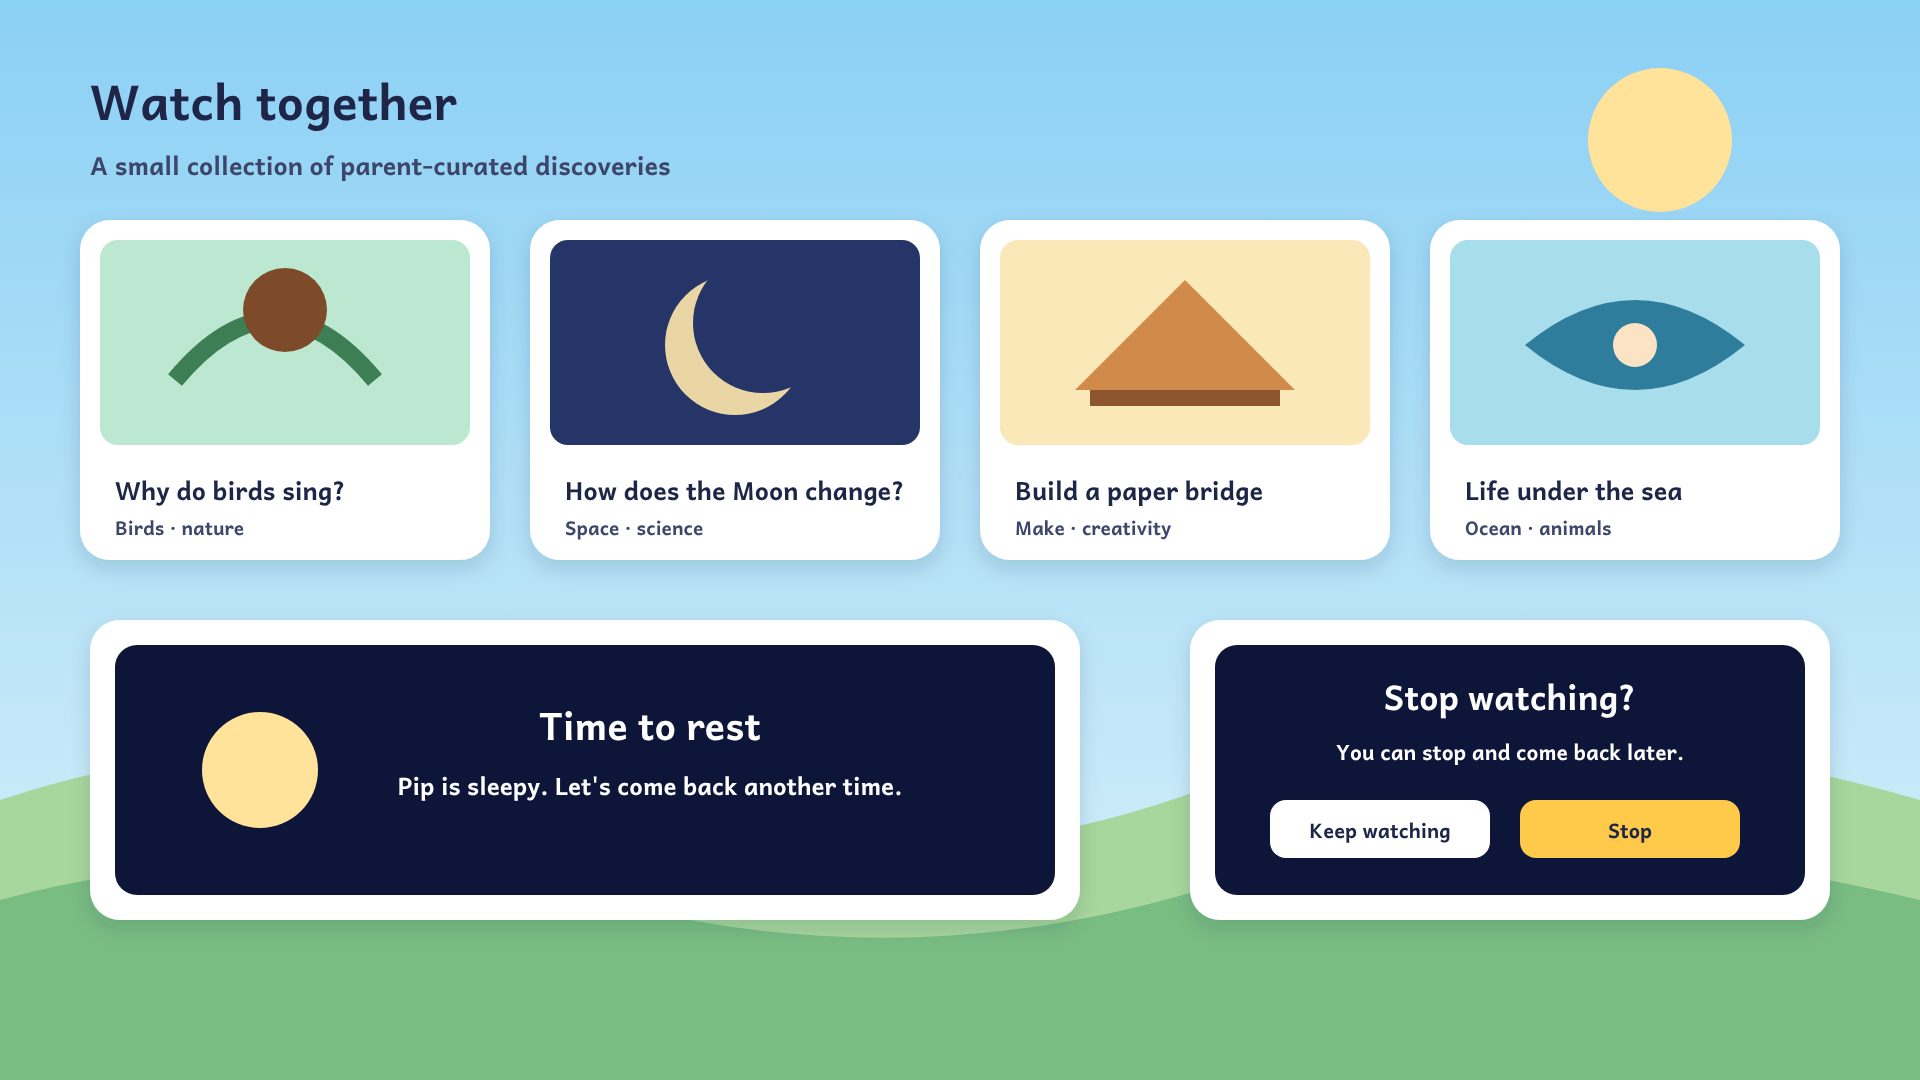 Watch together
A small collection of parent-curated discoveries
Why do birds sing?
Birds · nature
How does the Moon change?
Space · science
Build a paper bridge
Make · creativity
Life under the sea
Ocean · animals
Time to rest
Pip is sleepy. Let's come back another time.
Stop watching?
You can stop and come back later.
Keep watching
Stop